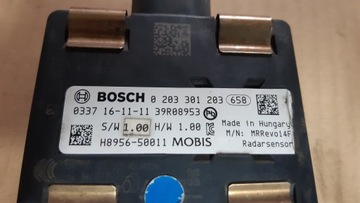 BOSCH 0 203 301 203 658
0337 16-11-11 39R08953
S/W 1.00 H/W 1.00
H8956-50011 MOBIS
Made in Hungary
M/N: MRRevo14F
Radarsensor